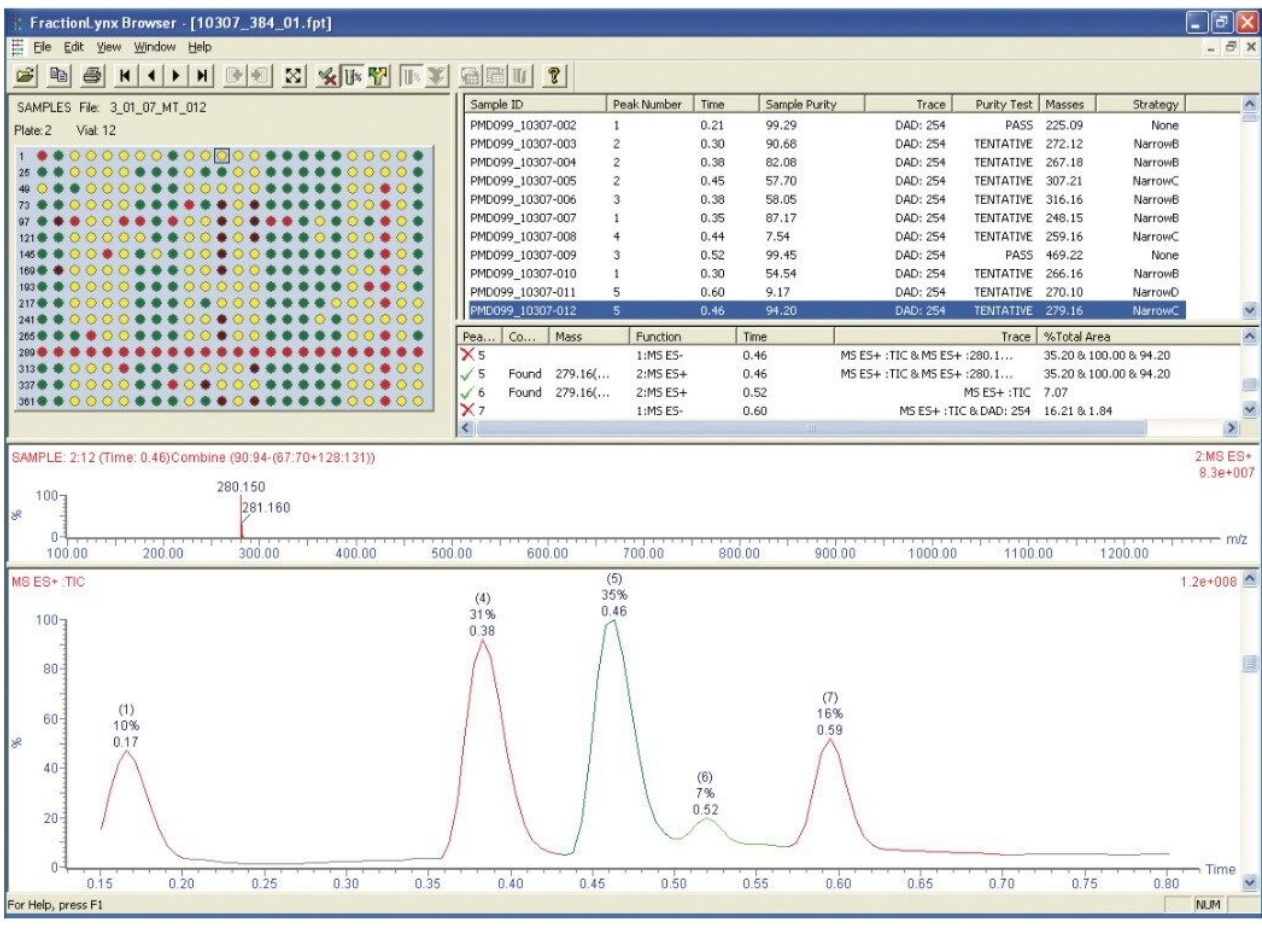 FractionLynx Browser - [10307_384_01.fpt]
File Edit View Window Help
SAMPLES File: 3_01_07_MT_012
Plate:2 Vial: 12
1
25
49
73
97
121
145
169
193
217
241
265
289
313
337
361
Sample ID Peak Number Time Sample Purity Trace Purity Test Masses Strategy
PMD099_10307-002 1 0.21 99.29 DAD: 254 PASS 225.09 None
PMD099_10307-003 2 0.30 90.68 DAD: 254 TENTATIVE 272.12 NarrowB
PMD099_10307-004 2 0.38 82.08 DAD: 254 TENTATIVE 267.18 NarrowB
PMD099_10307-005 2 0.45 57.70 DAD: 254 TENTATIVE 307.21 NarrowC
PMD099_10307-006 3 0.38 58.05 DAD: 254 TENTATIVE 316.16 NarrowB
PMD099_10307-007 1 0.35 87.17 DAD: 254 TENTATIVE 248.15 NarrowB
PMD099_10307-008 4 0.44 7.54 DAD: 254 TENTATIVE 259.16 NarrowC
PMD099_10307-009 3 0.52 99.45 DAD: 254 PASS 469.22 None
PMD099_10307-010 1 0.30 54.54 DAD: 254 TENTATIVE 266.16 NarrowB
PMD099_10307-011 5 0.60 9.17 DAD: 254 TENTATIVE 270.10 NarrowD
PMD099_10307-012 5 0.46 94.20 DAD: 254 TENTATIVE 279.16 NarrowC
Pea... Co... Mass Function Time Trace %Total Area
5 1:MS ES- 0.46 MS ES+ :TIC & MS ES+ :280.1... 35.20 & 100.00 & 94.20
5 Found 279.16(... 2:MS ES+ 0.46 MS ES+ :TIC & MS ES+ :280.1... 35.20 & 100.00 & 94.20
6 Found 279.16(... 2:MS ES+ 0.52 MS ES+ :TIC 7.07
7 1:MS ES- 0.60 MS ES+ :TIC & DAD: 254 16.21 & 1.84
SAMPLE: 2:12 (Time: 0.46)Combine (90:94-(67:70+128:131)) 2:MS ES+
8.3e+007
280.150
281.160
100
%
0
100.00 200.00 300.00 400.00 500.00 600.00 700.00 800.00 900.00 1000.00 1100.00 1200.00 m/z
MS ES+ :TIC 1.2e+008
(5)
35%
0.46
(4)
31%
0.38
(7)
16%
0.59
(1)
10%
0.17
(6)
7%
0.52
100
80
60
%
40
20
0
0.15 0.20 0.25 0.30 0.35 0.40 0.45 0.50 0.55 0.60 0.65 0.70 0.75 0.80 Time
For Help, press F1 NUM